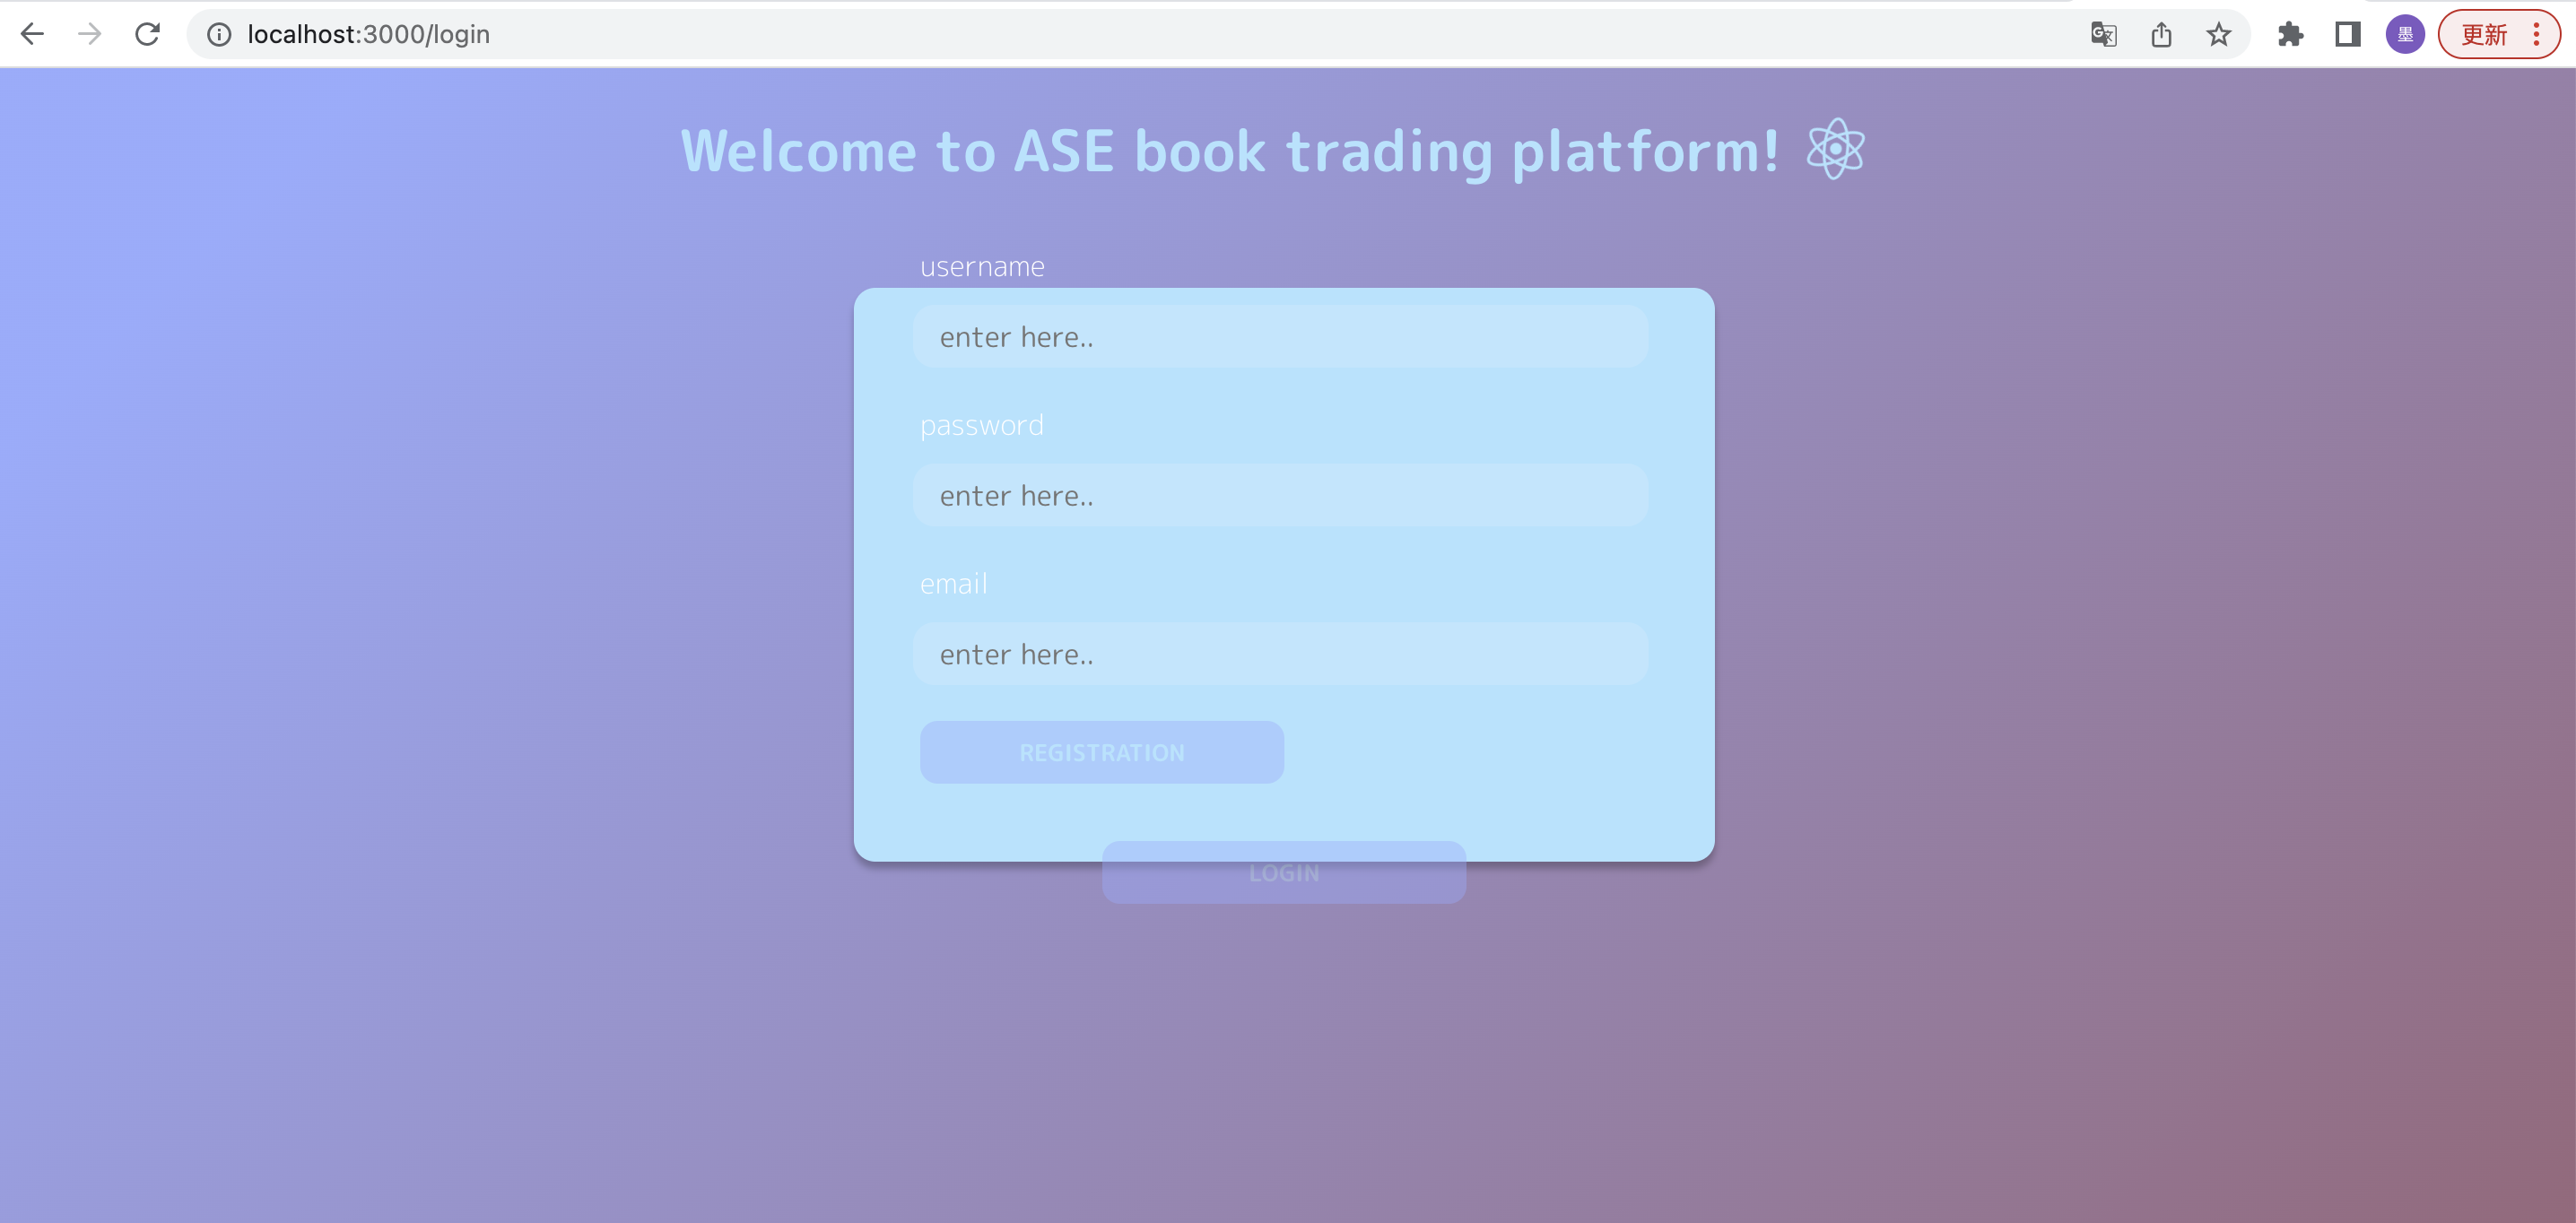 localhost:3000/login
墨
更新
Welcome to ASE book trading platform!
username
enter here..
password
enter here..
email
enter here..
REGISTRATION
LOGIN